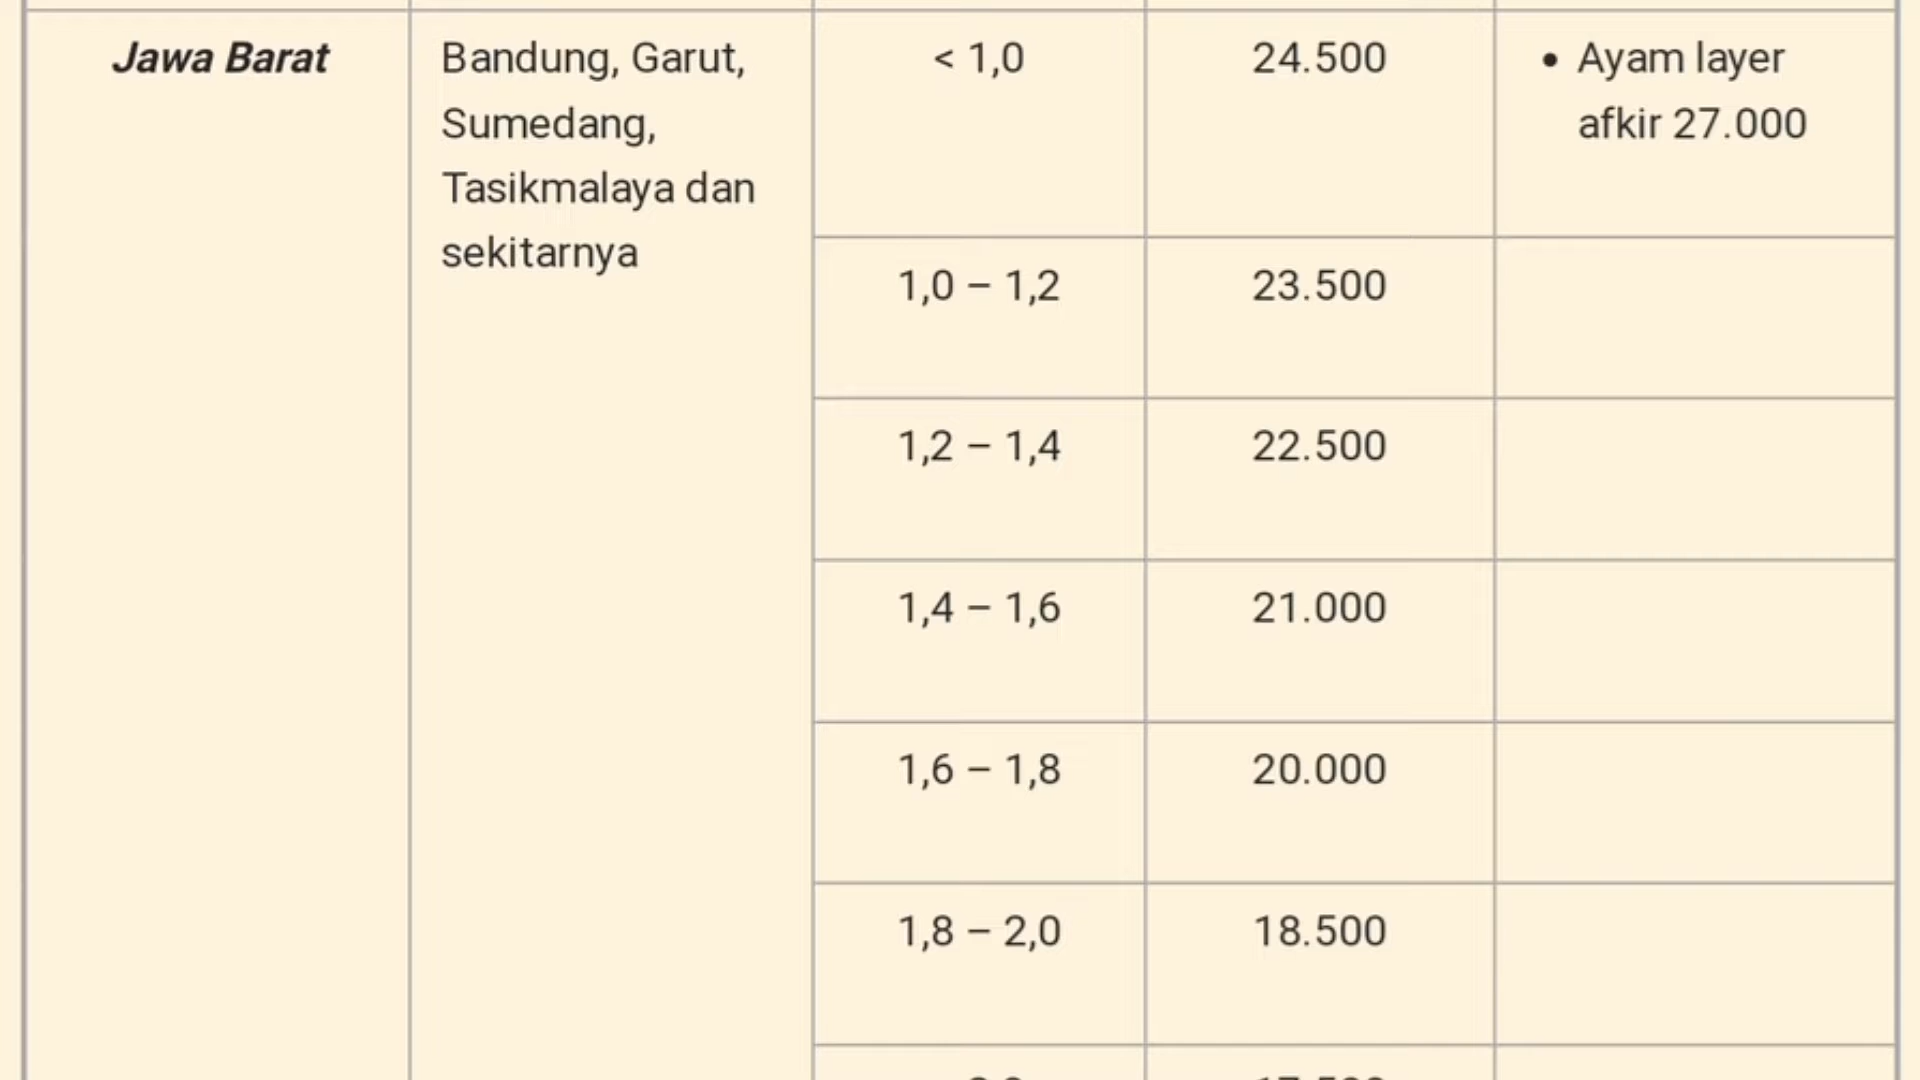 Jawa Barat
Bandung, Garut,
Sumedang,
Tasikmalaya dan
sekitarnya
< 1,0
24.500
• Ayam layer
afkir 27.000
1,0 – 1,2
23.500
1,2 – 1,4
22.500
1,4 – 1,6
21.000
1,6 – 1,8
20.000
1,8 – 2,0
18.500